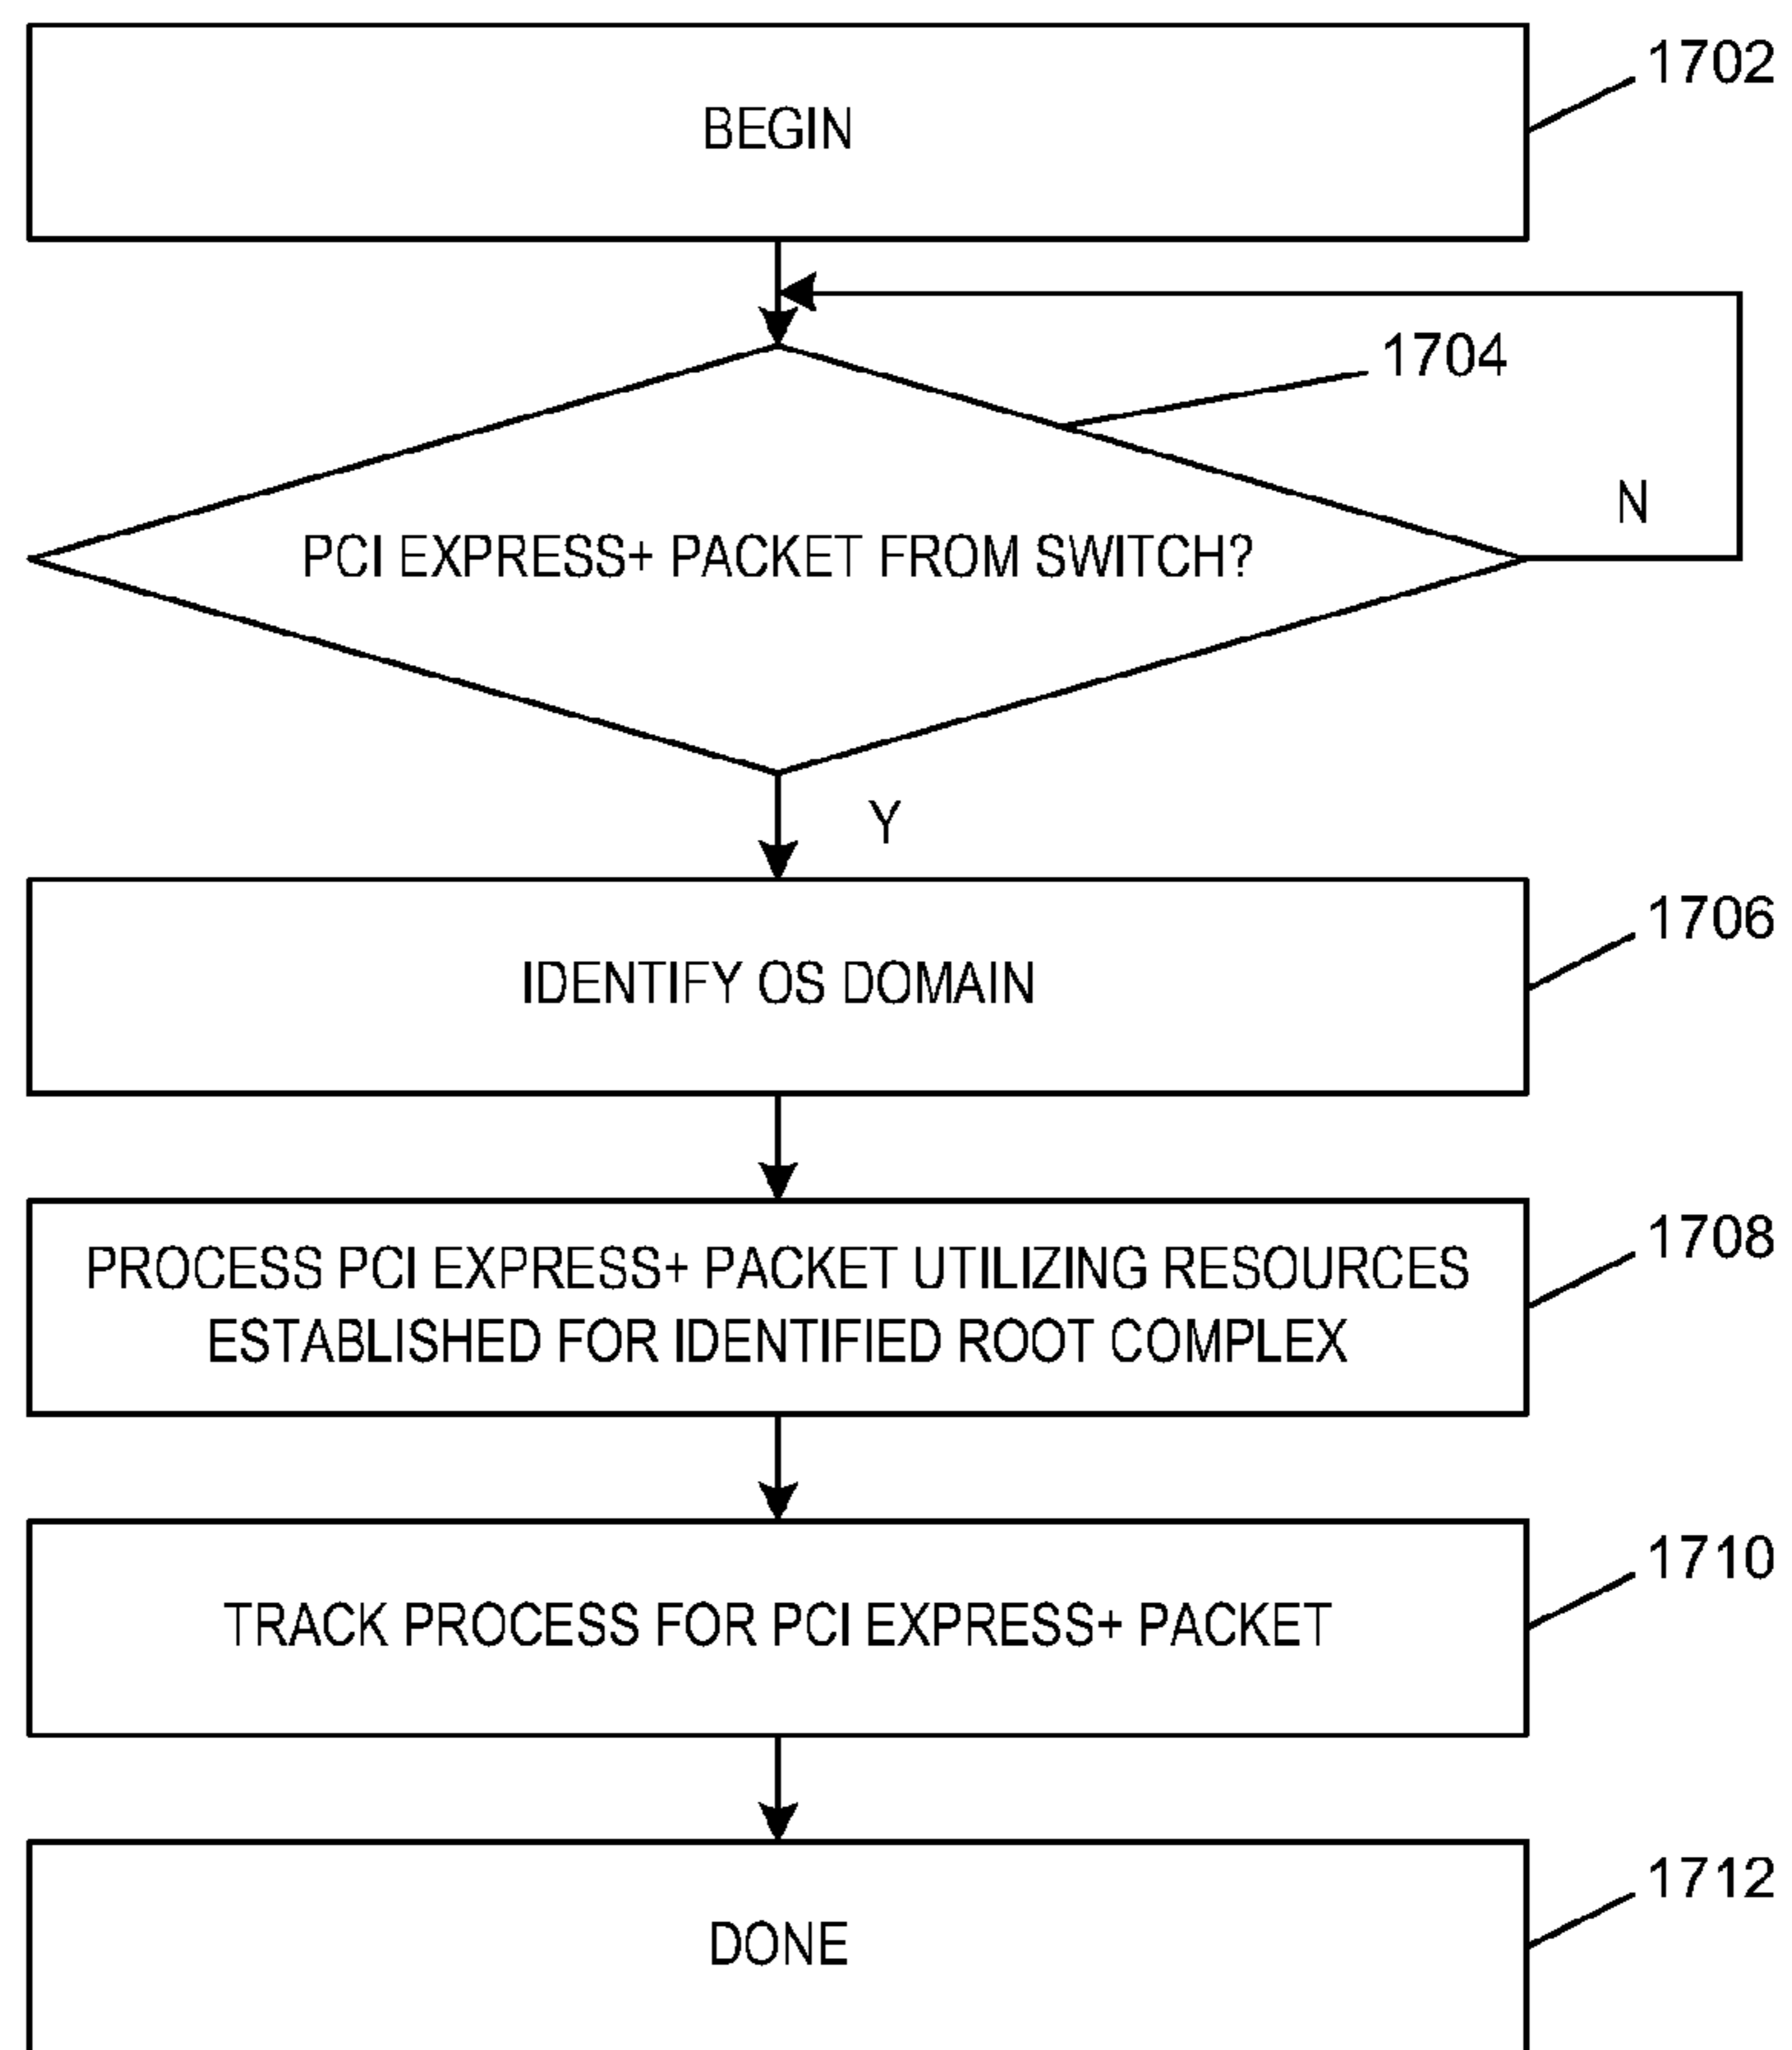 BEGIN
1702
1704
PCI EXPRESS+ PACKET FROM SWITCH?
N
Y
IDENTIFY OS DOMAIN
1706
PROCESS PCI EXPRESS+ PACKET UTILIZING RESOURCES
ESTABLISHED FOR IDENTIFIED ROOT COMPLEX
1708
TRACK PROCESS FOR PCI EXPRESS+ PACKET
1710
DONE
1712